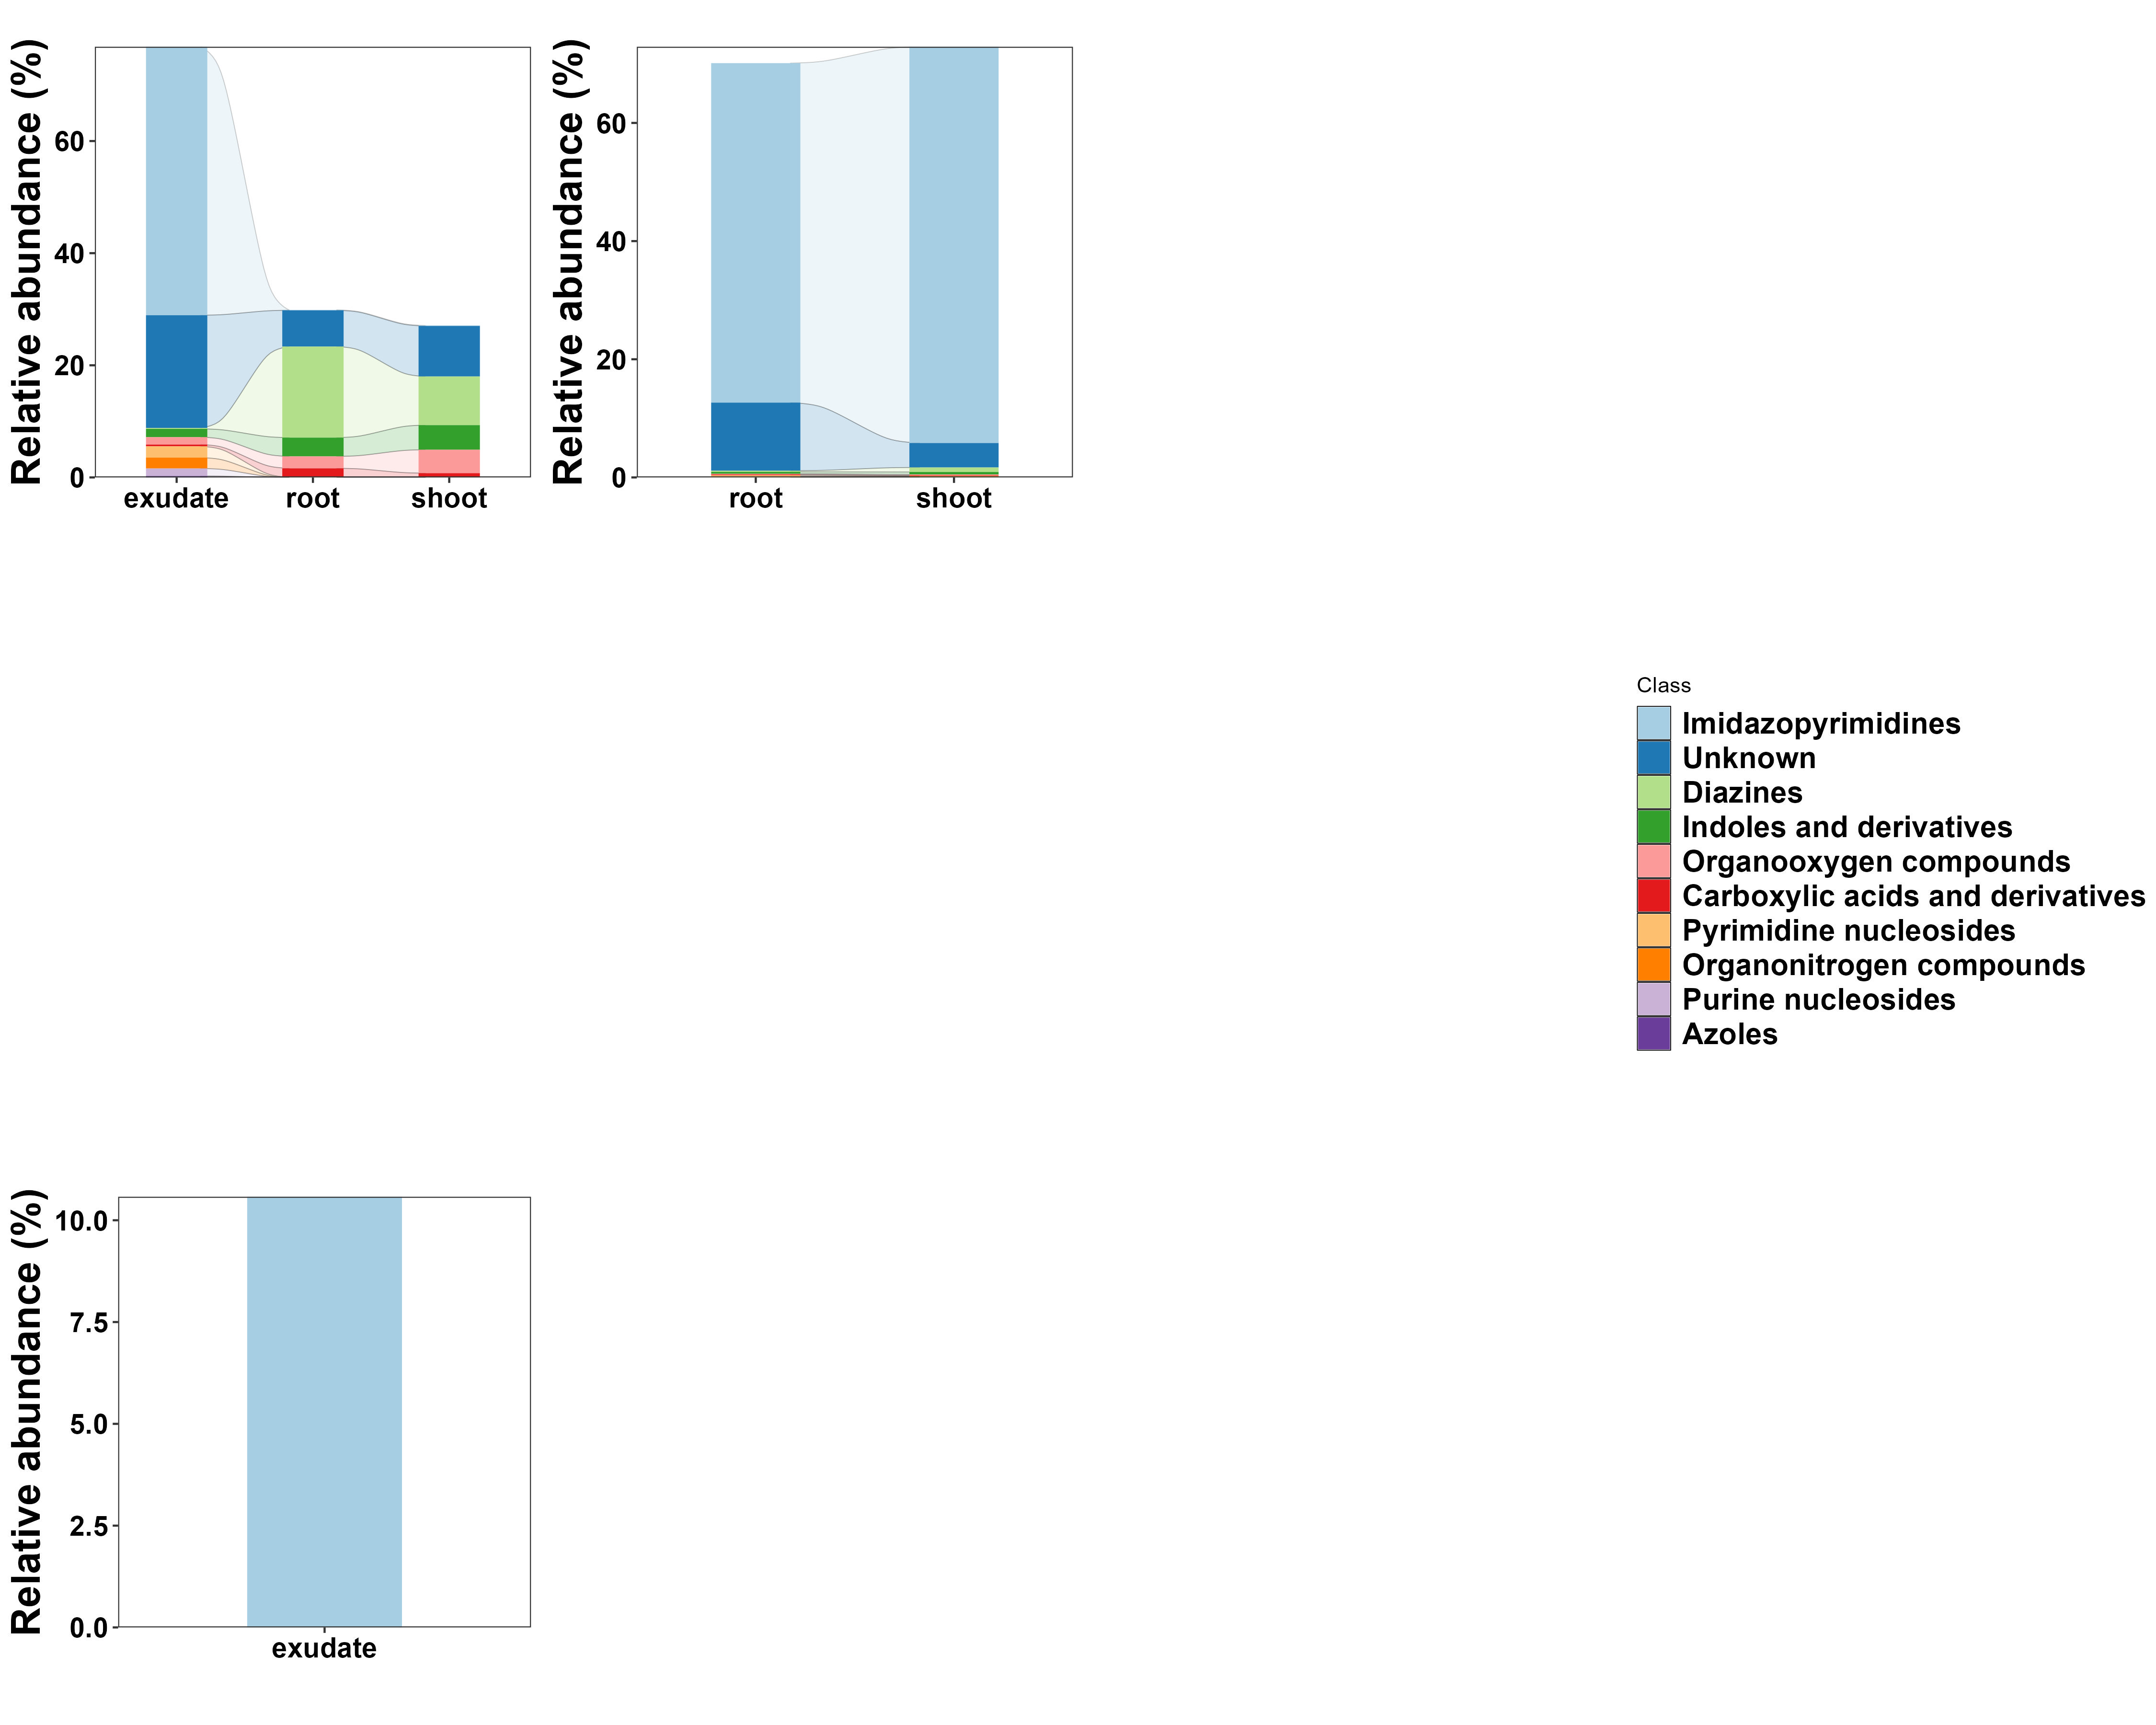 Relative abundance (%)
60
40
20
0
exudate root shoot
Relative abundance (%)
60
40
20
0
root shoot
Class
Imidazopyrimidines
Unknown
Diazines
Indoles and derivatives
Organooxygen compounds
Carboxylic acids and derivatives
Pyrimidine nucleosides
Organonitrogen compounds
Purine nucleosides
Azoles
Relative abundance (%)
10.0
7.5
5.0
2.5
0.0
exudate